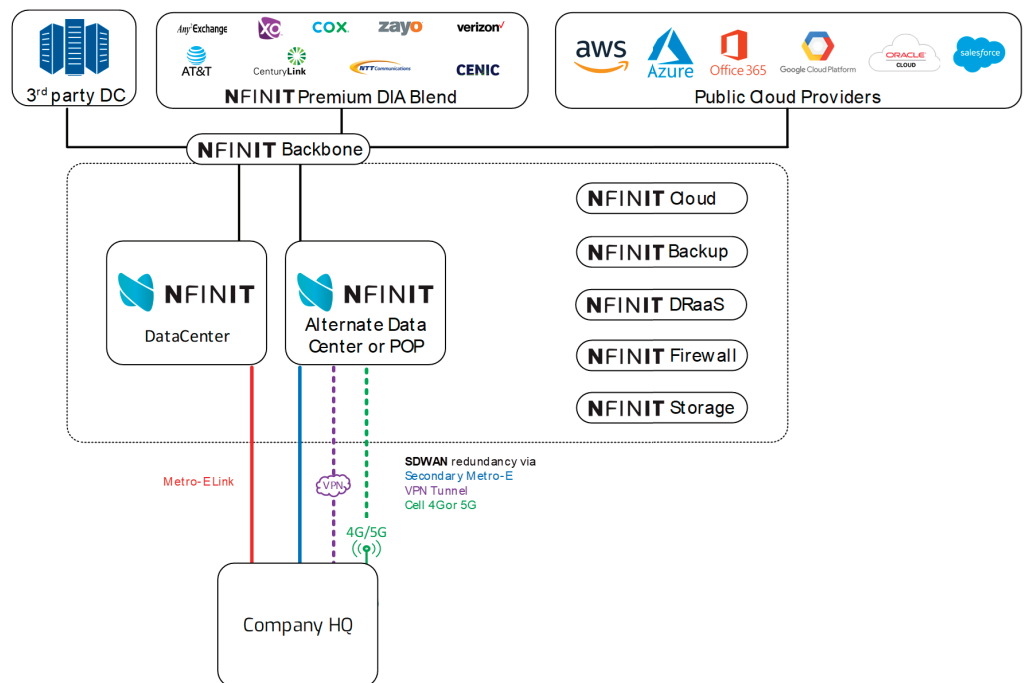 Any2Exchange
xo
COX.
zayo
verizon✓
AT&T
CenturyLink
NTT Communications
CENIC
3rd party DC
NFINIT Premium DIA Blend
aws
Azure
Office 365
Google Cloud Platform
ORACLE
CLOUD
salesforce
Public Cloud Providers
NFINIT Backbone
NFINIT Cloud
NFINIT Backup
NFINIT DRaaS
NFINIT Firewall
NFINIT Storage
NFINIT
DataCenter
NFINIT
Alternate Data
Center or POP
Metro-E Link
VPN
SDWAN redundancy via
Secondary Metro-E
VPN Tunnel
Cell 4Gor 5G
4G/5G
Company HQ